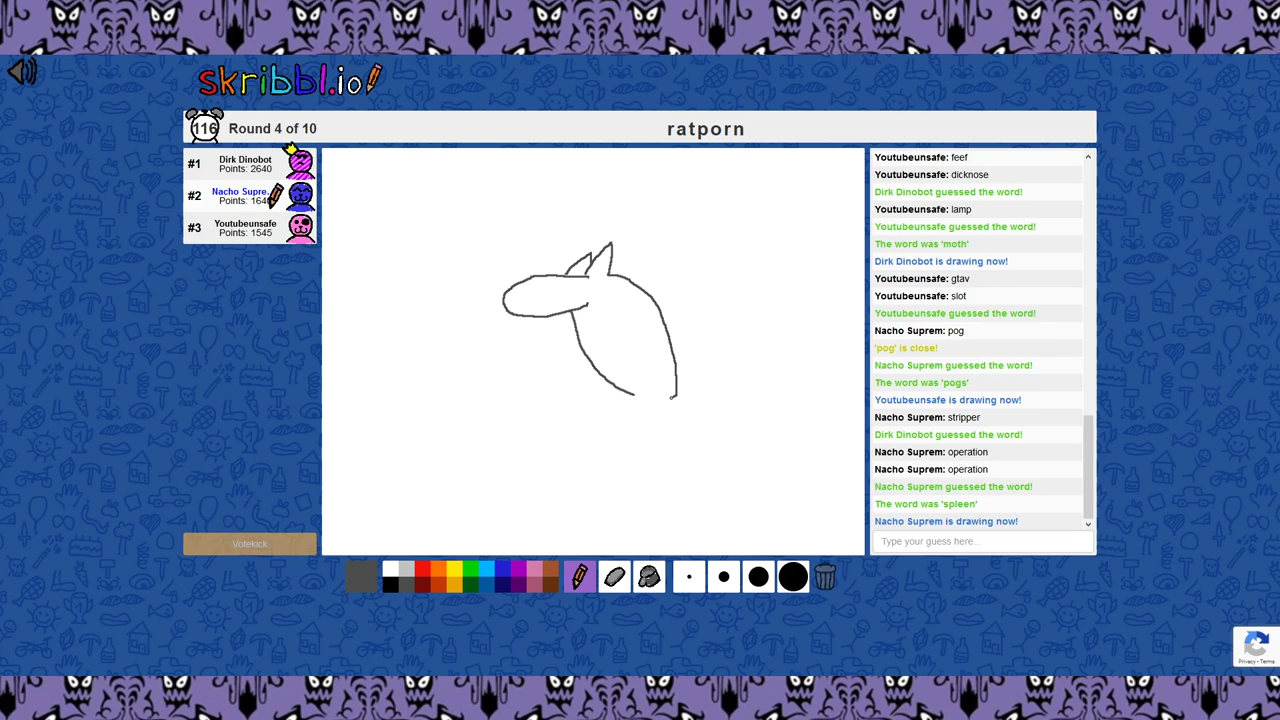 skribbl.io
116
Round 4 of 10
ratporn
#1
Dirk Dinobot
Points: 2640
#2
Nacho Supre..
Points: 164
#3
Youtubeunsafe
Points: 1545
Votekick
Youtubeunsafe: feef
Youtubeunsafe: dicknose
Dirk Dinobot guessed the word!
Youtubeunsafe: lamp
Youtubeunsafe guessed the word!
The word was 'moth'
Dirk Dinobot is drawing now!
Youtubeunsafe: gtav
Youtubeunsafe: slot
Youtubeunsafe guessed the word!
Nacho Suprem: pog
'pog' is close!
Nacho Suprem guessed the word!
The word was 'pogs'
Youtubeunsafe is drawing now!
Nacho Suprem: stripper
Dirk Dinobot guessed the word!
Nacho Suprem: operation
Nacho Suprem: operation
Nacho Suprem guessed the word!
The word was 'spleen'
Nacho Suprem is drawing now!
Type your guess here...
Privacy - Terms